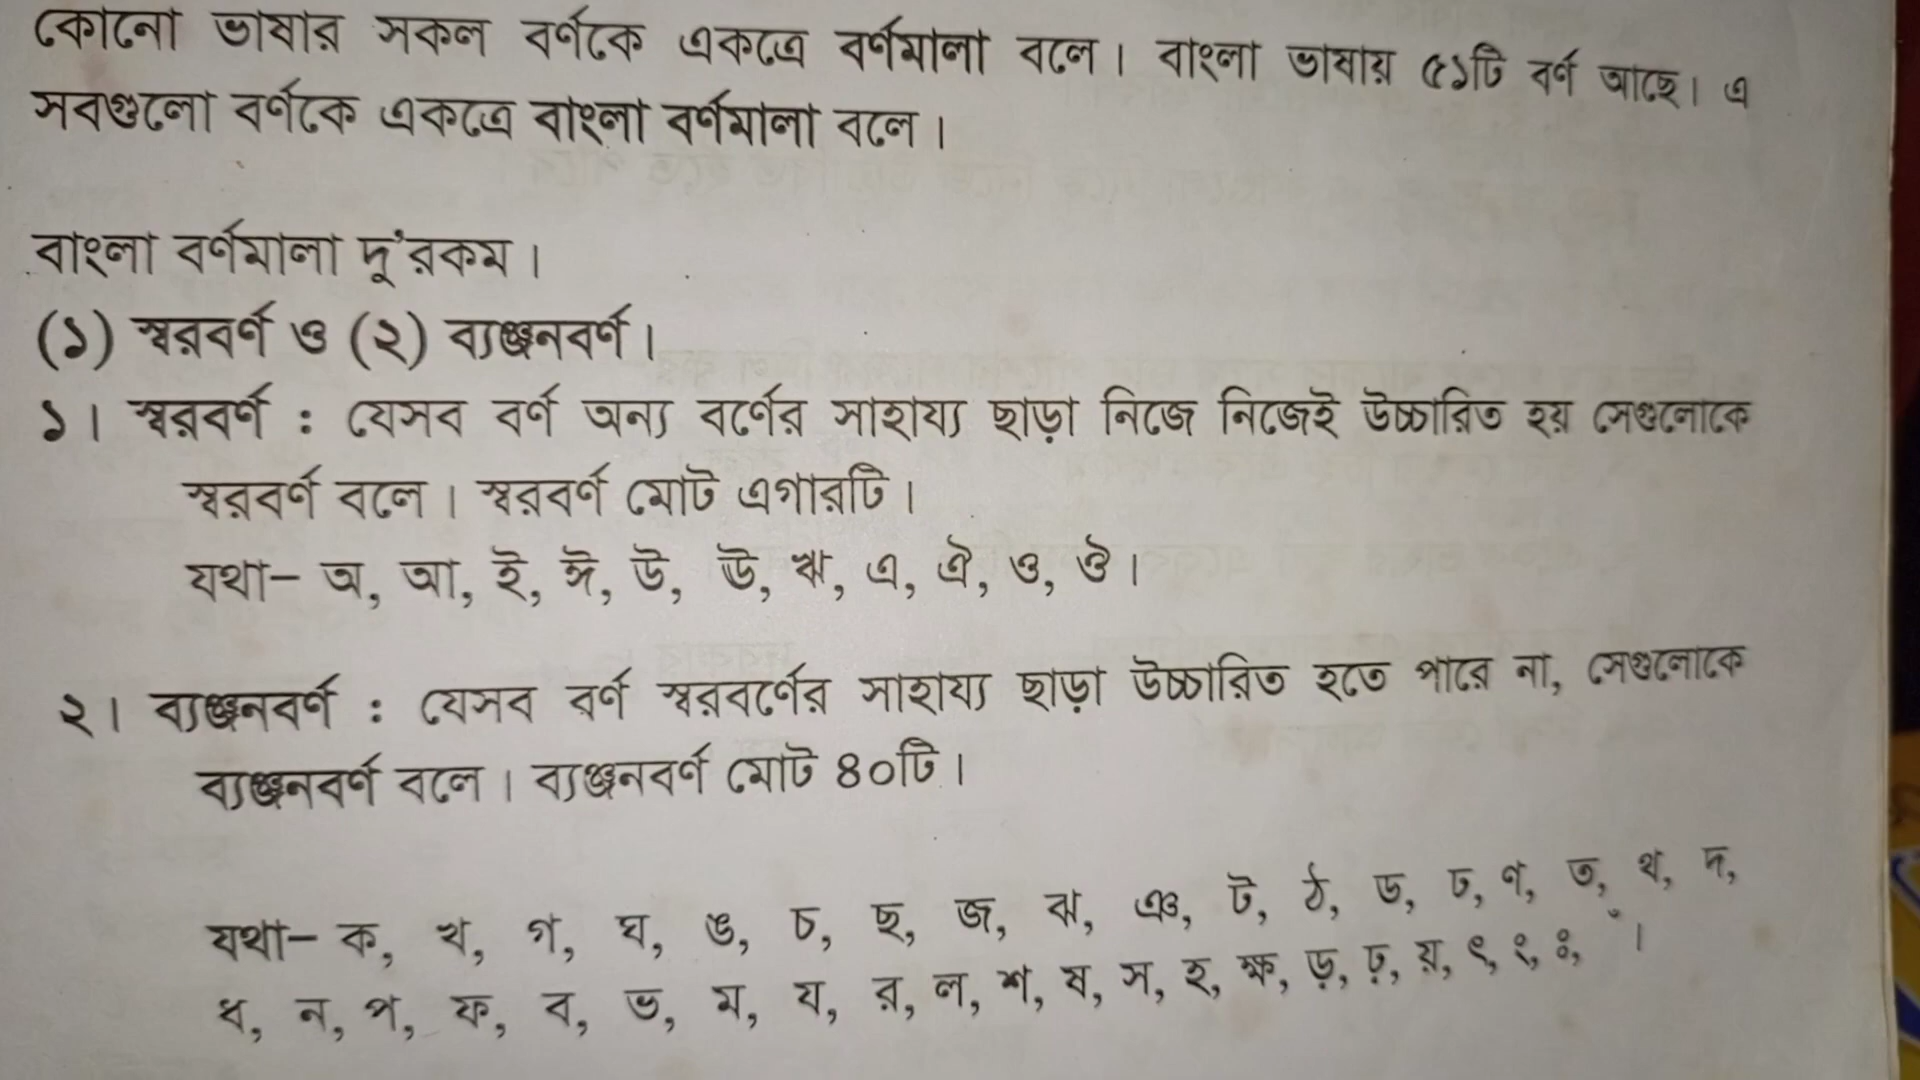 কোনো ভাষার সকল বর্ণকে একত্রে বর্ণমালা বলে। বাংলা ভাষায় ৫১টি বর্ণ আছে। এ
সবগুলো বর্ণকে একত্রে বাংলা বর্ণমালা বলে।
বাংলা বর্ণমালা দু'রকম।
(১) স্বরবর্ণ ও (২) ব্যঞ্জনবর্ণ।
১। স্বরবর্ণ : যেসব বর্ণ অন্য বর্ণের সাহায্য ছাড়া নিজে নিজেই উচ্চারিত হয় সেগুলোকে
স্বরবর্ণ বলে। স্বরবর্ণ মোট এগারটি।
যথা– অ, আ, ই, ঈ, উ, ঊ, ঋ, এ, ঐ, ও, ঔ।
২। ব্যঞ্জনবর্ণ : যেসব বর্ণ স্বরবর্ণের সাহায্য ছাড়া উচ্চারিত হতে পারে না, সেগুলোকে
ব্যঞ্জনবর্ণ বলে। ব্যঞ্জনবর্ণ মোট ৪০টি।
যথা– ক, খ, গ, ঘ, ঙ, চ, ছ, জ, ঝ, ঞ, ট, ঠ, ড, ঢ, ণ, ত, থ, দ,
ধ, ন, প, ফ, ব, ভ, ম, য, র, ল, শ, ষ, স, হ, ক্ষ, ড়, ঢ়, য়, ৎ, ং, ঃ, ঁ।